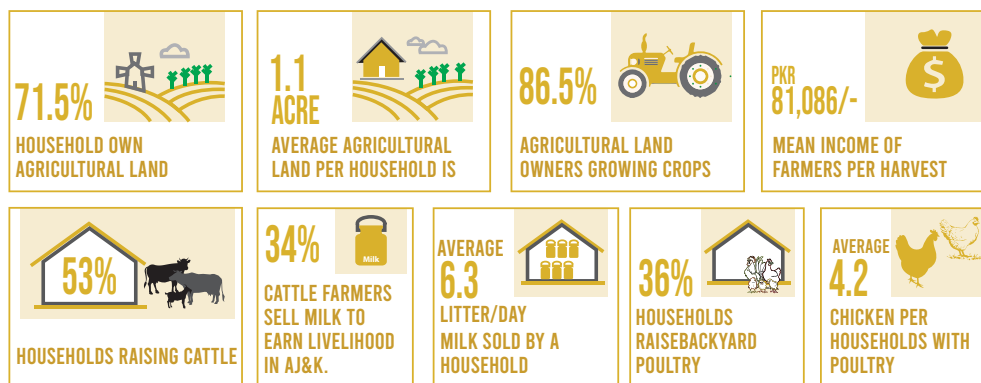 71.5%
HOUSEHOLD OWN
AGRICULTURAL LAND
1.1
ACRE
AVERAGE AGRICULTURAL
LAND PER HOUSEHOLD IS
86.5%
AGRICULTURAL LAND
OWNERS GROWING CROPS
PKR
81,086/-
$
MEAN INCOME OF
FARMERS PER HARVEST
53%
HOUSEHOLDS RAISING CATTLE
34%
Milk
CATTLE FARMERS
SELL MILK TO
EARN LIVELIHOOD
IN AJ&K.
AVERAGE
6.3
LITTER/DAY
MILK SOLD BY A
HOUSEHOLD
36%
HOUSEHOLDS
RAISEBACKYARD
POULTRY
AVERAGE
4.2
CHICKEN PER
HOUSEHOLDS WITH
POULTRY